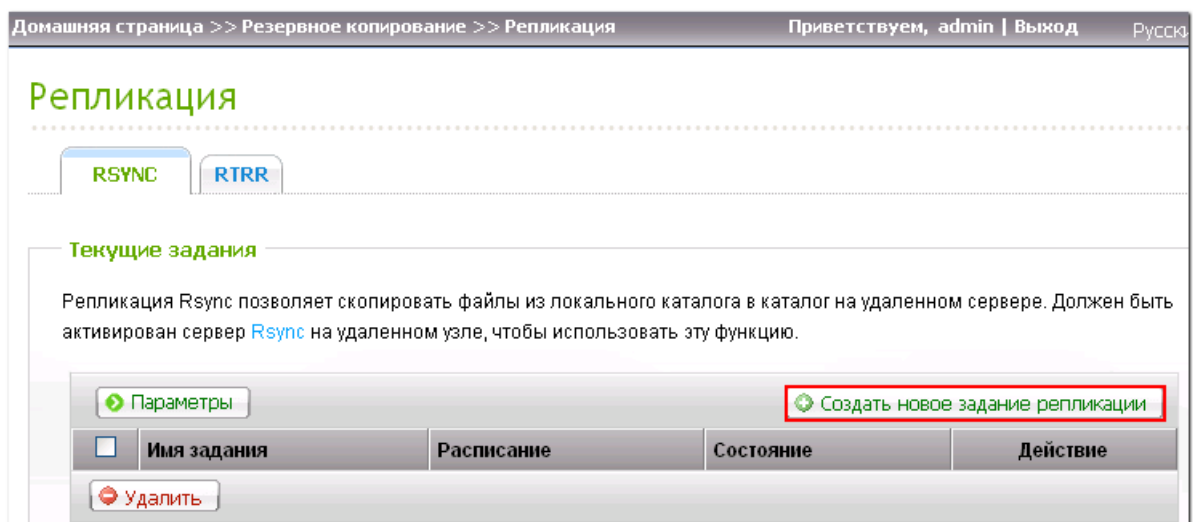 Домашняя страница >> Резервное копирование >> Репликация Приветствуем, admin | Выход
Репликация
RSYNC RTRR
Текущие задания
Репликация Rsync позволяет скопировать файлы из локального каталога в каталог на удаленном сервере. Должен быть
активирован сервер Rsync на удаленном узле, чтобы использовать эту функцию.
Параметры Создать новое задание репликации
Имя задания Расписание Состояние Действие
Удалить